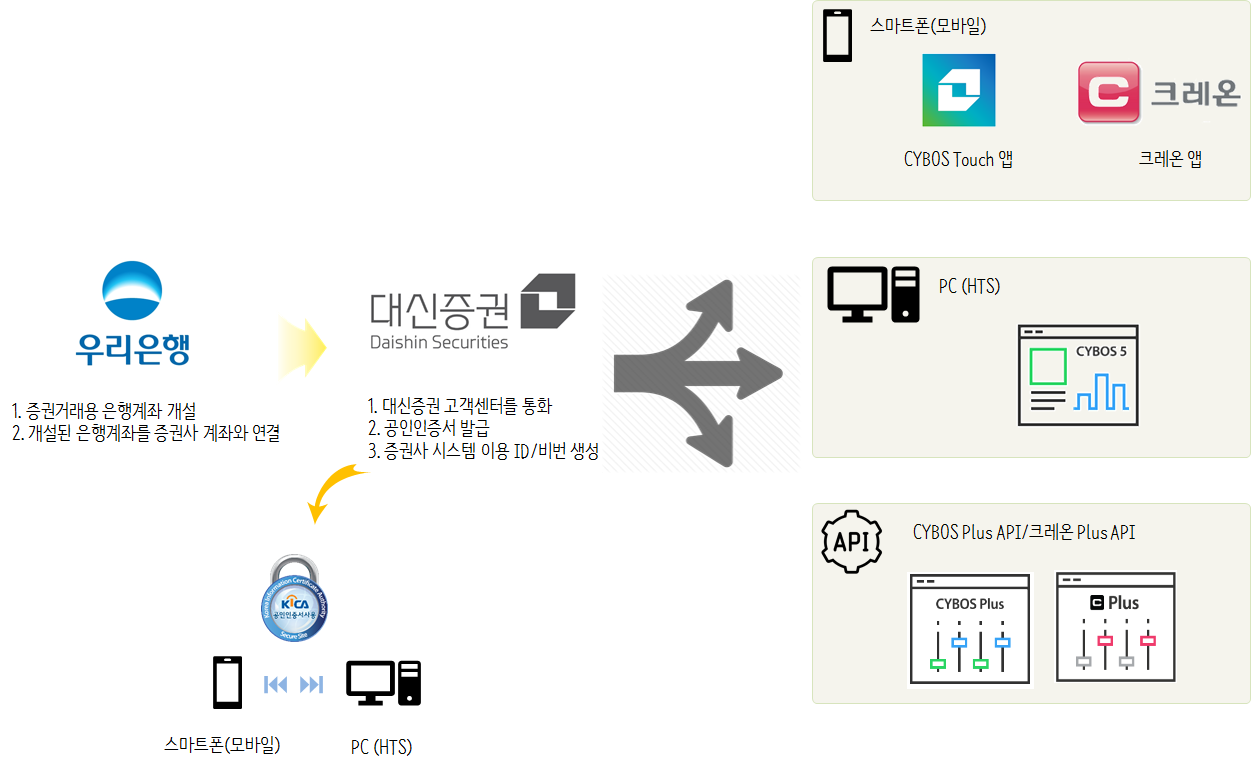 스마트폰(모바일)
C 크레온
CYBOS Touch 앱
크레온 앱
우리은행
1. 증권거래용 은행계좌 개설
2. 개설된 은행계좌를 증권사 계좌와 연결
대신증권
Daishin Securities
1. 대신증권 고객센터를 통화
2. 공인인증서 발급
3. 증권사 시스템 이용 ID/비번 생성
PC (HTS)
CYBOS 5
API
CYBOS Plus API/크레온 Plus API
CYBOS Plus
C Plus
Korea Information Certificate Authority
KICA
공인인증서사용
Secure Site
스마트폰(모바일)
PC (HTS)